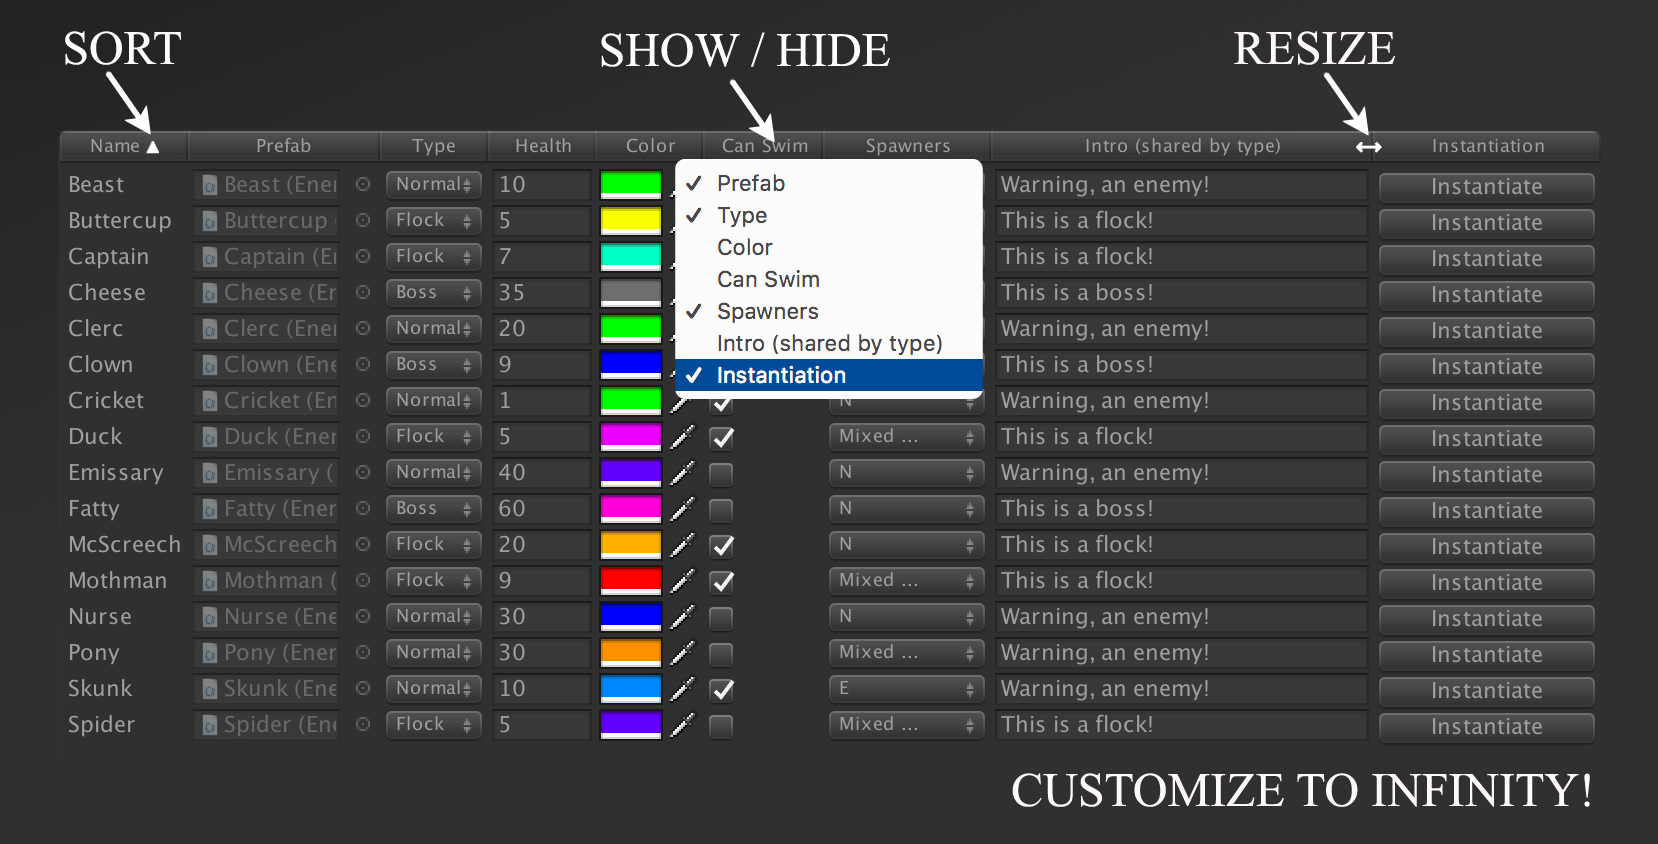 SORT SHOW / HIDE RESIZE
Name Prefab Type Health Color Can Swim Spawners Intro (shared by type) Instantiation
Prefab
Type
Color
Can Swim
Spawners
Intro (shared by type)
Instantiation
Beast Beast (Ener Normal 10 Warning, an enemy! Instantiate
Buttercup Buttercup Flock 5 This is a flock! Instantiate
Captain Captain (E Flock 7 This is a flock! Instantiate
Cheese Cheese (Er Boss 35 This is a boss! Instantiate
Clerc Clerc (Ener Normal 20 Warning, an enemy! Instantiate
Clown Clown (Ene Boss 9 This is a boss! Instantiate
Cricket Cricket (En Normal 1 N Warning, an enemy! Instantiate
Duck Duck (Ener Flock 5 Mixed ... This is a flock! Instantiate
Emissary Emissary ( Normal 40 N Warning, an enemy! Instantiate
Fatty Fatty (Ener Boss 60 N This is a boss! Instantiate
McScreech McScreech Flock 20 N This is a flock! Instantiate
Mothman Mothman ( Flock 9 Mixed ... This is a flock! Instantiate
Nurse Nurse (Ene Normal 30 N Warning, an enemy! Instantiate
Pony Pony (Ener Normal 30 Mixed ... Warning, an enemy! Instantiate
Skunk Skunk (Ene Normal 10 E Warning, an enemy! Instantiate
Spider Spider (En Flock 5 Mixed ... This is a flock! Instantiate
CUSTOMIZE TO INFINITY!